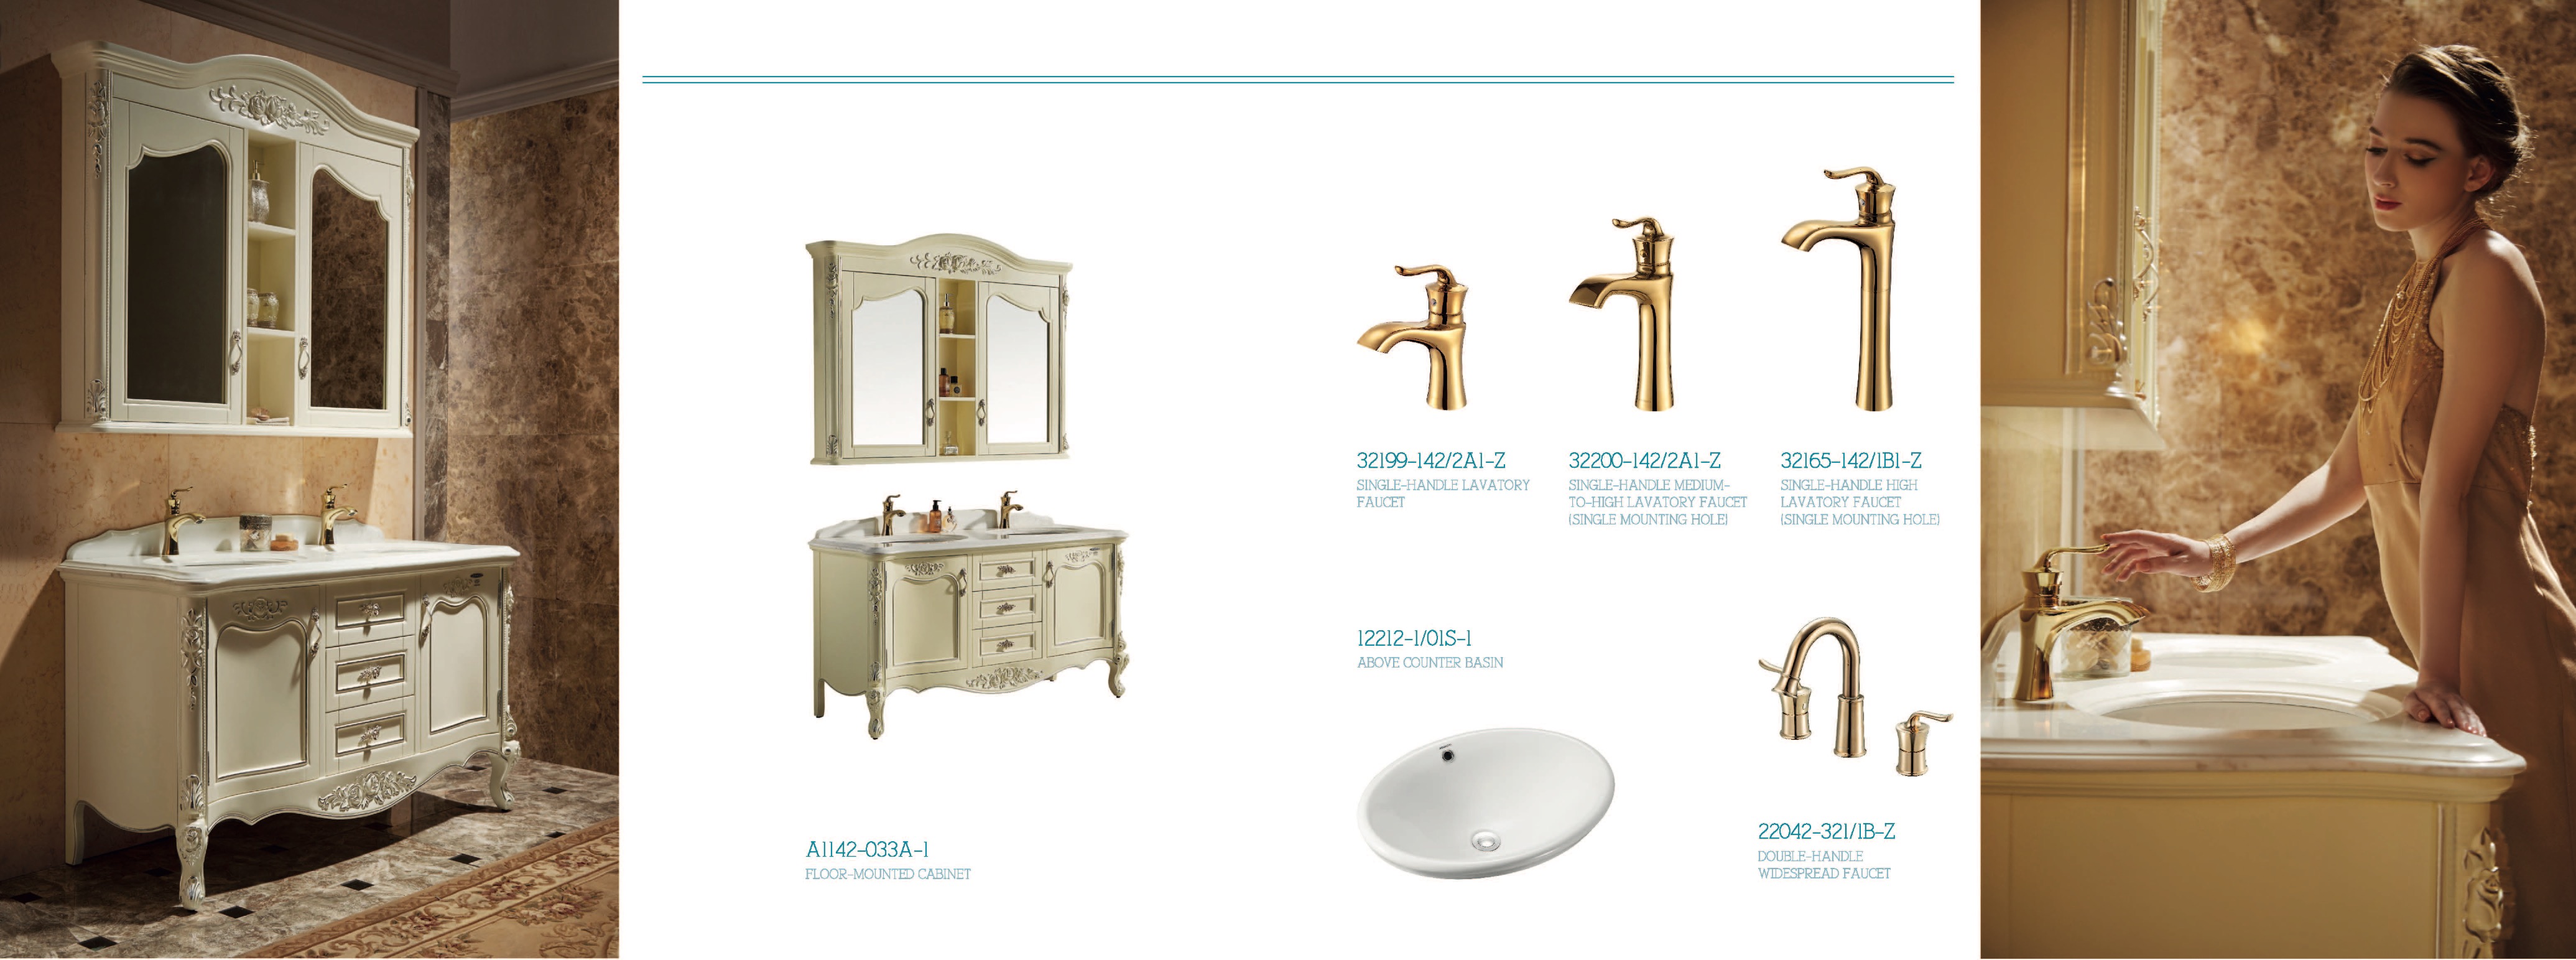 32199-142/2A1-Z
SINGLE-HANDLE LAVATORY
FAUCET
32200-142/2A1-Z
SINGLE-HANDLE MEDIUM-
TO-HIGH LAVATORY FAUCET
(SINGLE MOUNTING HOLE)
32165-142/1B1-Z
SINGLE-HANDLE HIGH
LAVATORY FAUCET
(SINGLE MOUNTING HOLE)
12212-1/01S-1
ABOVE COUNTER BASIN
A1142-033A-1
FLOOR-MOUNTED CABINET
22042-321/1B-Z
DOUBLE-HANDLE
WIDESPREAD FAUCET